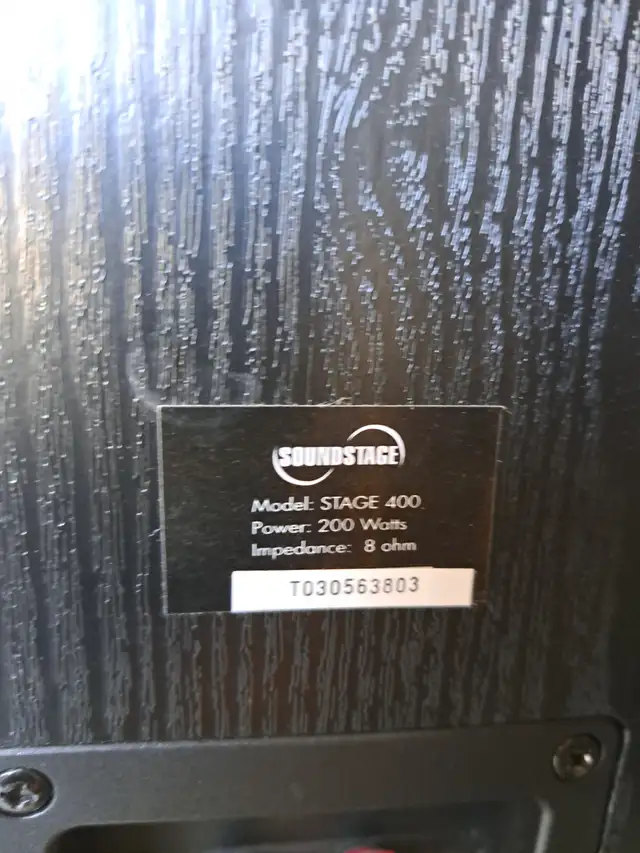 SOUNDSTAGE
Model: STAGE 400
Power: 200 Watts
Impedance: 8 ohm
T030563803